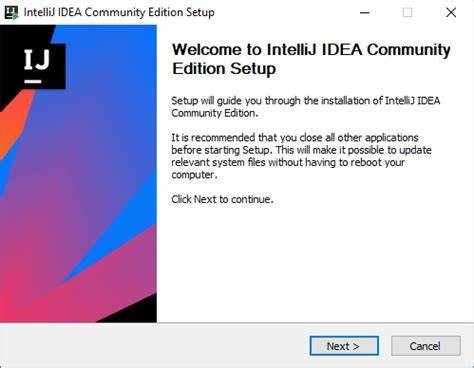 IntelliJ IDEA Community Edition Setup
IJ
Welcome to IntelliJ IDEA Community
Edition Setup
Setup will guide you through the installation of IntelliJ IDEA
Community Edition.
It is recommended that you close all other applications
before starting Setup. This will make it possible to update
relevant system files without having to reboot your
computer.
Click Next to continue.
Next >
Cancel